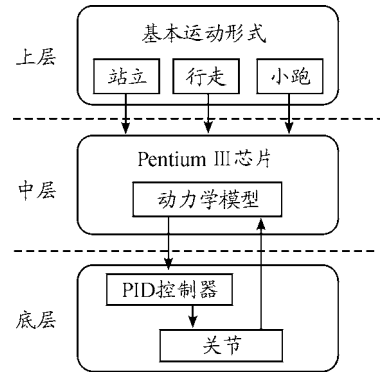 上层
基本运动形式
站立 行走 小跑
中层
Pentium III芯片
动力学模型
底层
PID控制器
关节